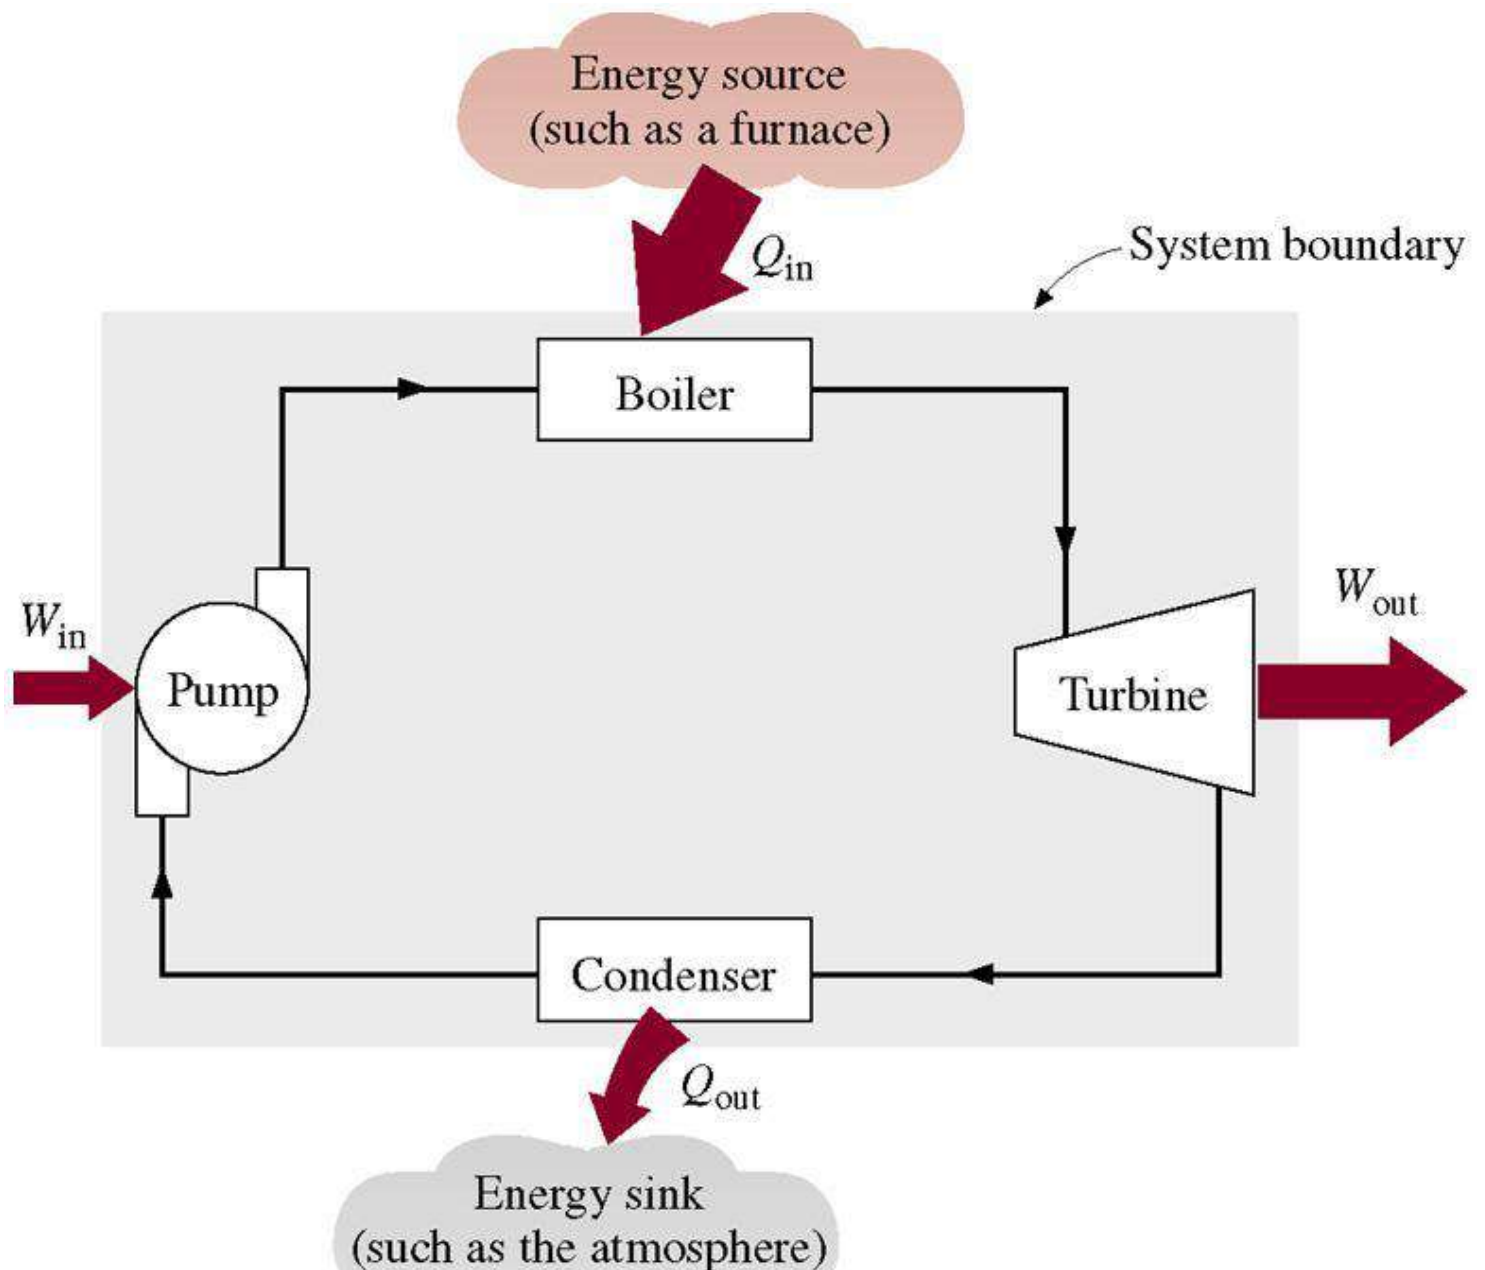 Energy source
(such as a furnace)
Qin
System boundary
Boiler
Win
Pump
Turbine
Wout
Condenser
Qout
Energy sink
(such as the atmosphere)